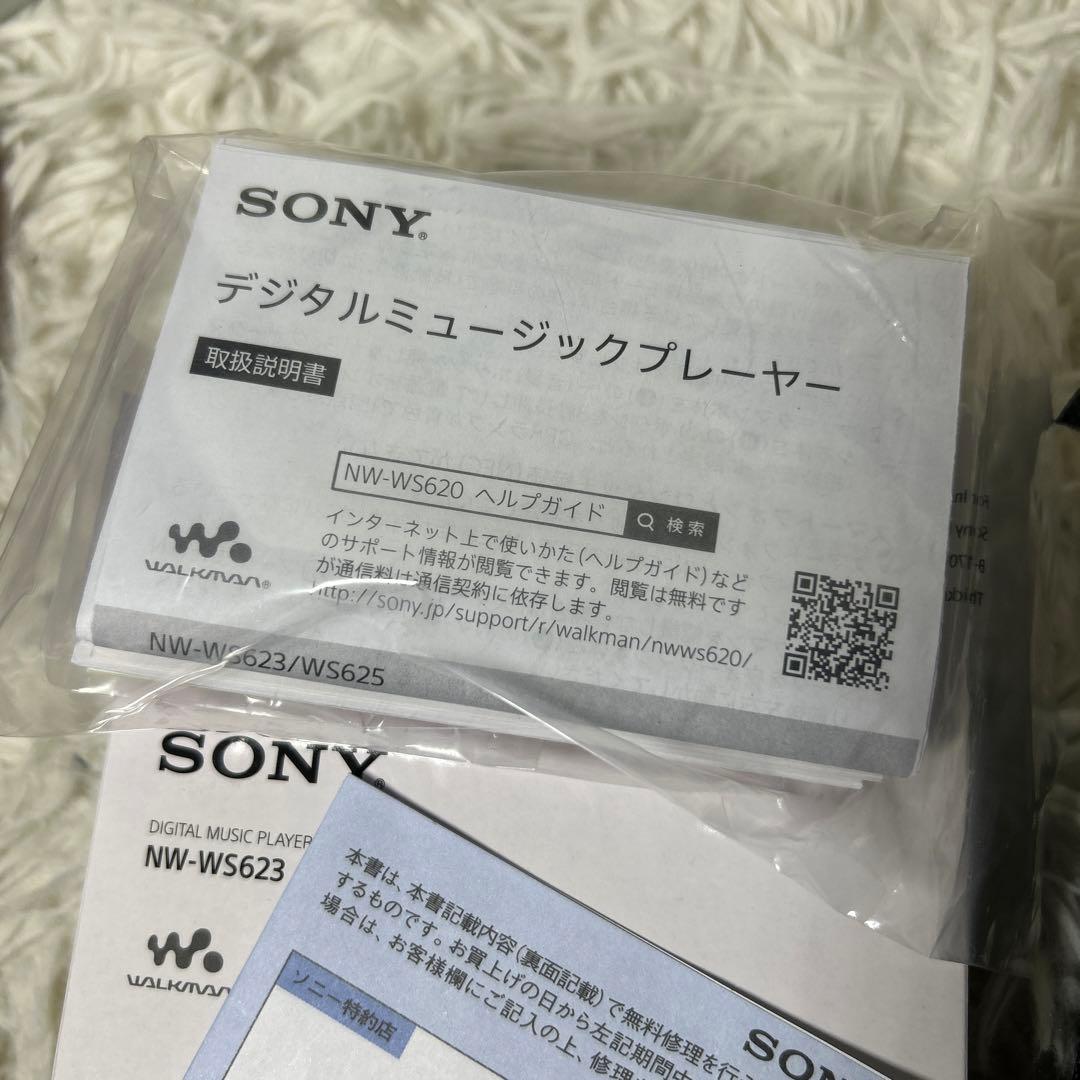 SONY®
デジタルミュージックプレーヤー
取扱説明書
NW-WS620 ヘルプガイド 検索
インターネット上で使いかた(ヘルプガイド)など
のサポート情報が閲覧できます。閲覧は無料です
が通信料は通信契約に依存します。
http://sony.jp/support/r/walkman/nwws620/
WALKMAN®
NW-WS623/WS625
SONY®
DIGITAL MUSIC PLAYER
NW-WS623
WALKMAN
本書は、本書記載内容(裏面記載)で無料修理を行
するものです。お買上げの日から左記期間中
場合は、お客様欄にご記入の上、修理
ソニー特約店
SON